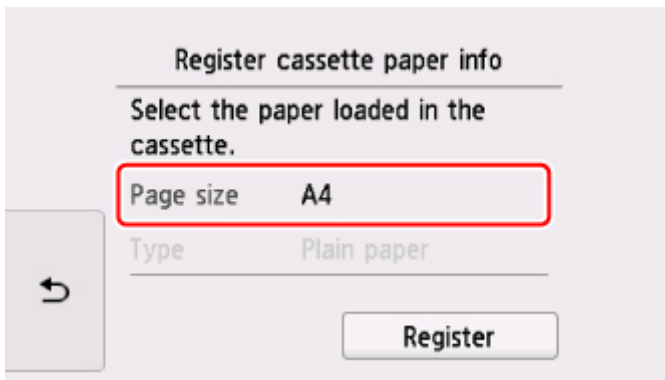 Register cassette paper info
Select the paper loaded in the
cassette.
Page size A4
Type Plain paper
Register